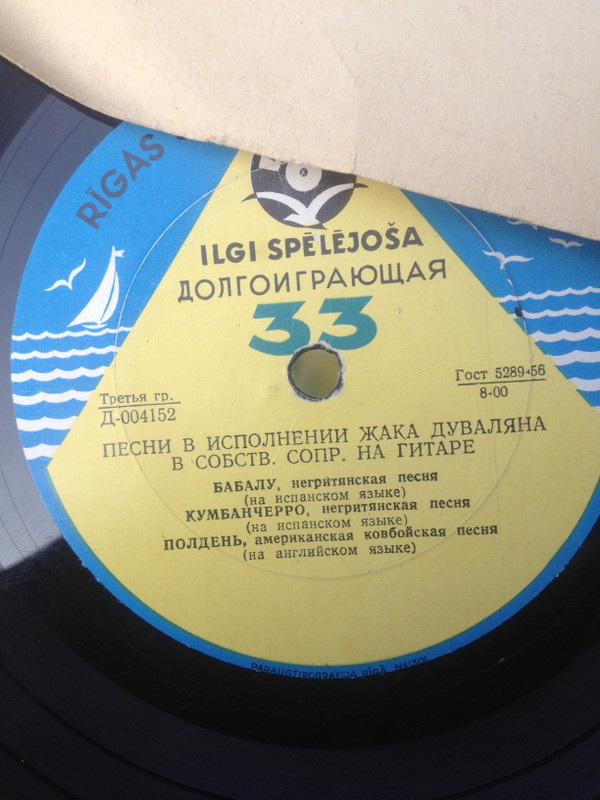 RĪGAS
ILGI SPĒLĒJOŠA
ДОЛГОИГРАЮЩАЯ
33
Третья гр.
Д-004152
Гост 5289-56
8-00
ПЕСНИ В ИСПОЛНЕНИИ ЖАКА ДУВАЛЯНА
В СОБСТВ. СОПР. НА ГИТАРЕ
БАБАЛУ, негритянская песня
(на испанском языке)
КУМБАНЧЕРРО, негритянская песня
(на испанском языке)
ПОЛДЕНЬ, американская ковбойская песня
(на английском языке)
PARAUGTIPOGRAFIJA, RĪGĀ